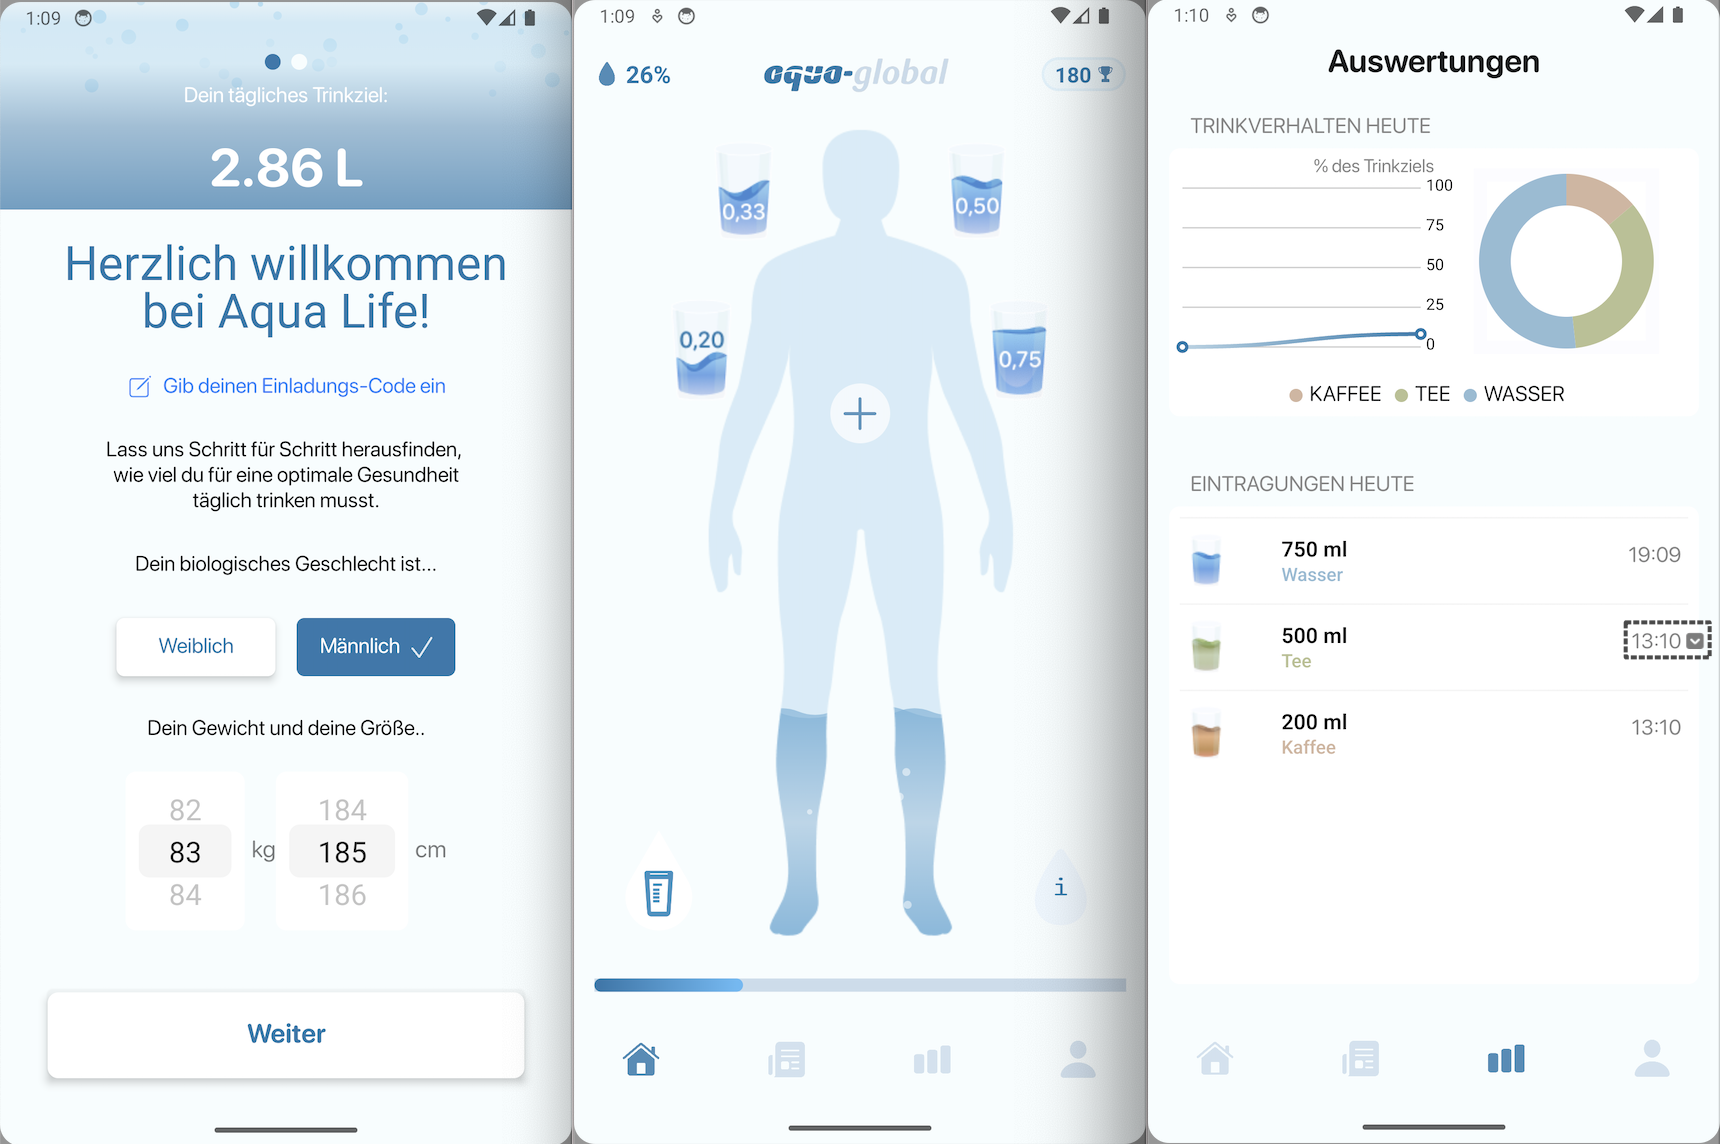 1:09
Dein tägliches Trinkziel:
2.86 L
Herzlich willkommen
bei Aqua Life!
Gib deinen Einladungs-Code ein
Lass uns Schritt für Schritt herausfinden,
wie viel du für eine optimale Gesundheit
täglich trinken musst.
Dein biologisches Geschlecht ist...
Weiblich
Männlich
Dein Gewicht und deine Größe..
82
184
83 kg
185 cm
84
186
Weiter
1:09
26%
aqua-global
180
0,33
0,50
0,20
0,75
i
1:10
Auswertungen
TRINKVERHALTEN HEUTE
% des Trinkziels
100
75
50
25
0
KAFFEE
TEE
WASSER
EINTRAGUNGEN HEUTE
750 ml
Wasser
19:09
500 ml
Tee
13:10
200 ml
Kaffee
13:10